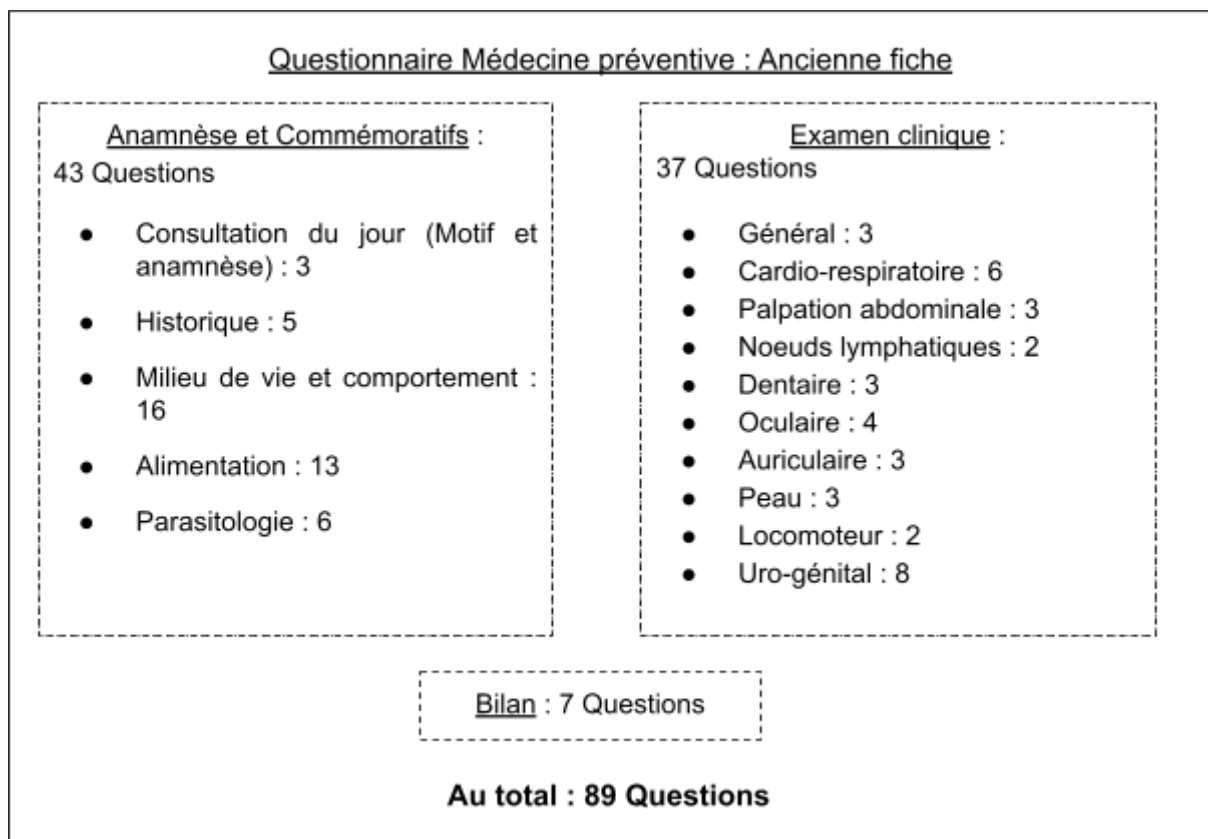 Questionnaire Médecine préventive : Ancienne fiche
Anamnèse et Commémoratifs :
43 Questions
● Consultation du jour (Motif et
anamnèse) : 3
● Historique : 5
● Milieu de vie et comportement :
16
● Alimentation : 13
● Parasitologie : 6
Examen clinique :
37 Questions
● Général : 3
● Cardio-respiratoire : 6
● Palpation abdominale : 3
● Noeuds lymphatiques : 2
● Dentaire : 3
● Oculaire : 4
● Auriculaire : 3
● Peau : 3
● Locomoteur : 2
● Uro-génital : 8
Bilan : 7 Questions
Au total : 89 Questions